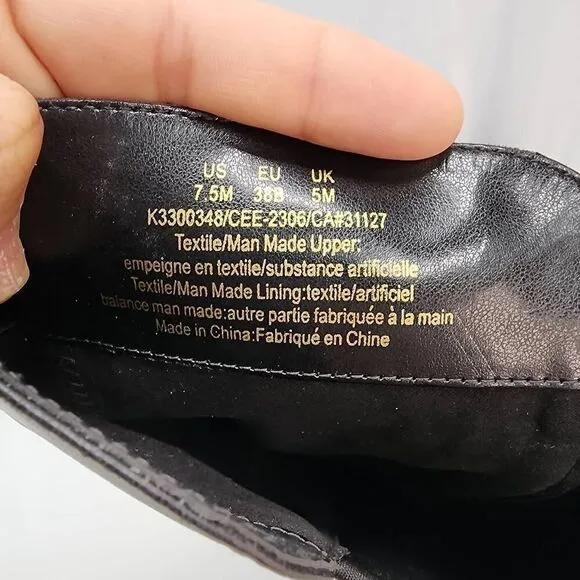 US EU UK
7.5M 38B 5M
K3300348/CEE-2306/CA#31127
Textile/Man Made Upper:
empeigne en textile/substance artificielle
Textile/Man Made Lining:textile/artificiel
balance man made:autre partie fabriquée à la main
Made in China:Fabriqué en Chine